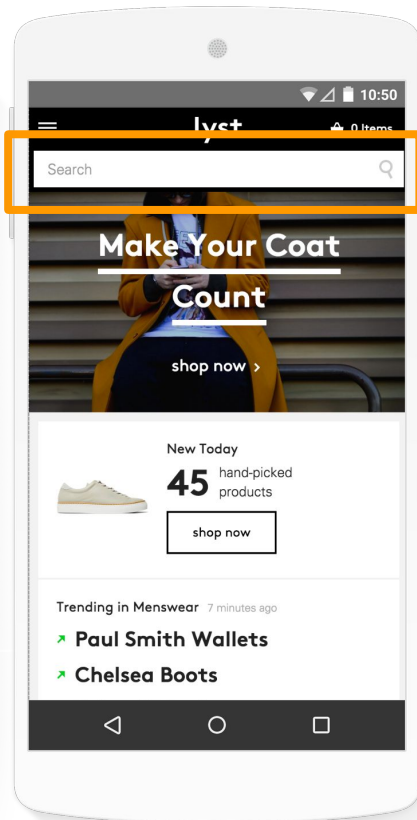 10:50
lyst
0 Items
Search
Make Your Coat
Count
shop now >
New Today
45 hand-picked
products
shop now
Trending in Menswear 7 minutes ago
Paul Smith Wallets
Chelsea Boots